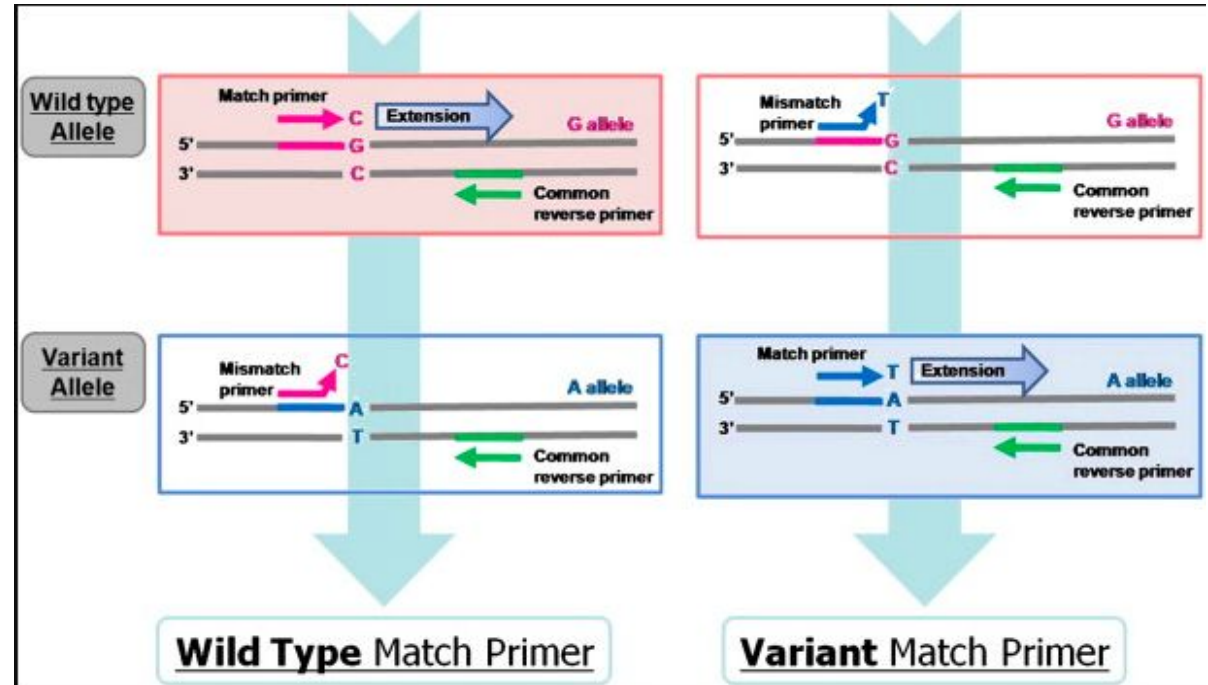 Wild type
Allele
Match primer
C
Extension
G allele
5'
G
3'
C
Common
reverse primer
Mismatch
primer
T
G allele
5'
G
3'
C
Common
reverse primer
Variant
Allele
Mismatch
primer
C
A allele
5'
A
3'
T
Common
reverse primer
Match primer
T
Extension
A allele
5'
A
3'
T
Common
reverse primer
Wild Type Match Primer
Variant Match Primer